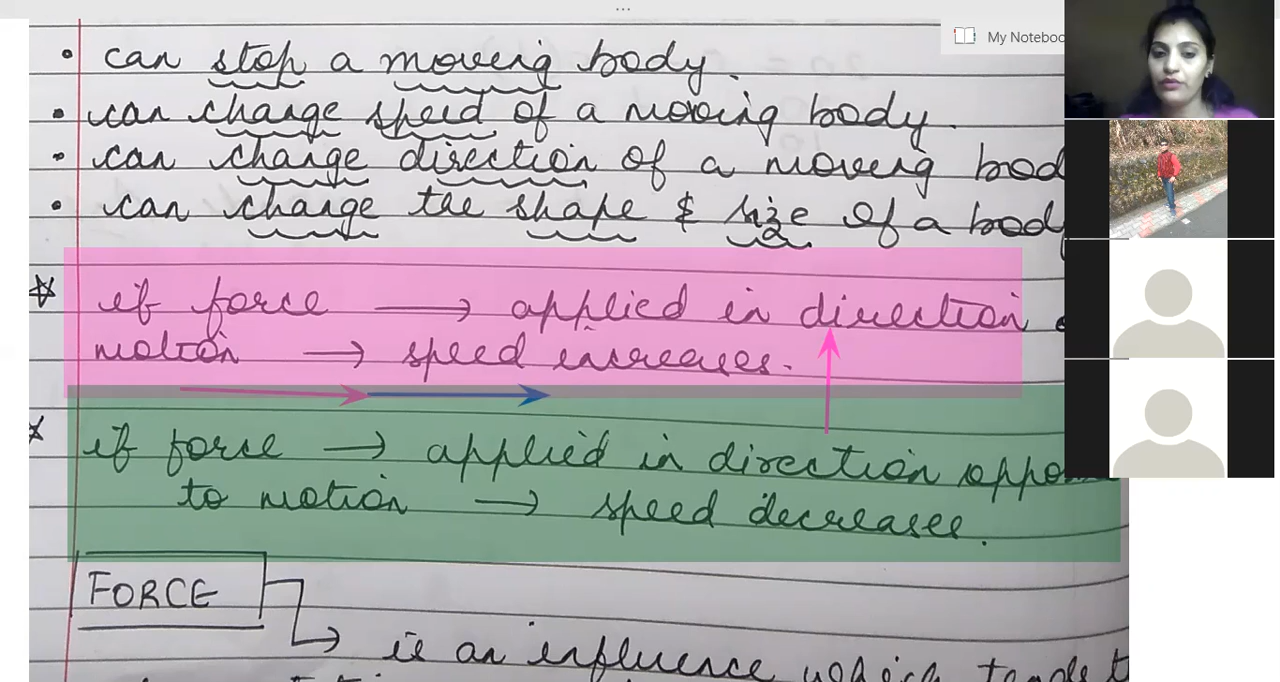 ...
My Noteboo
• can stop a moving body.
• can change speed of a moving body.
• can change direction of a moving bod
• can change the shape & size of a body
☆ if force → applied in direction
motion → speed increases.
☆ if force → applied in direction oppo
to motion → speed decreases.
FORCE
is an influence which tends t